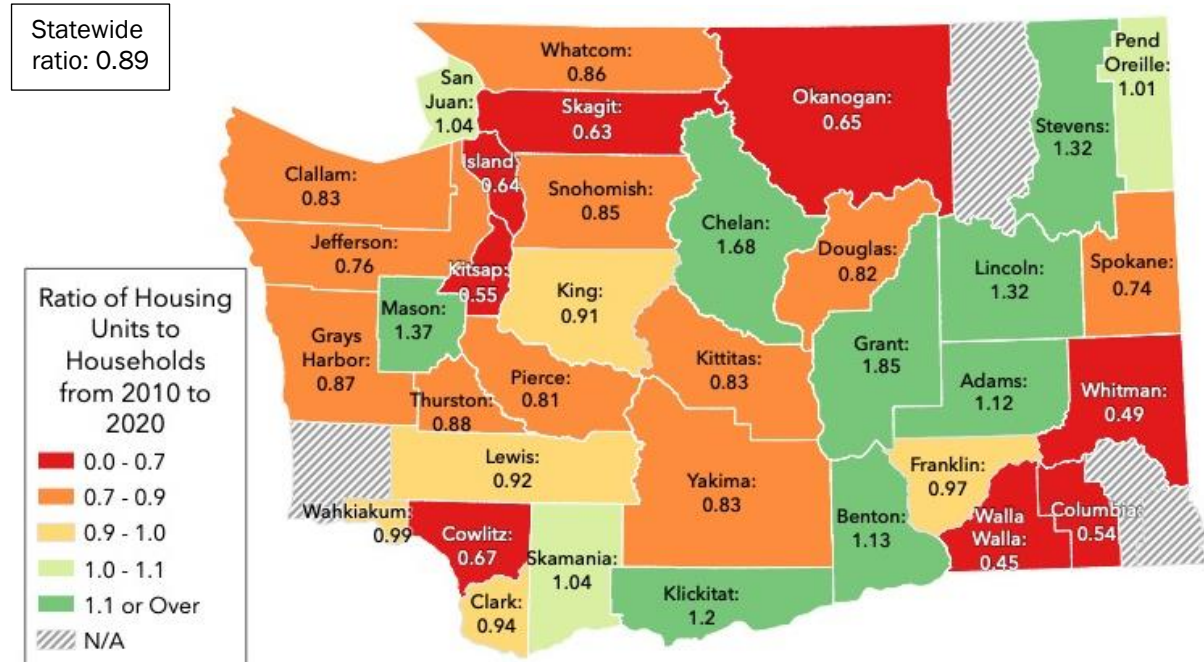 Statewide
ratio: 0.89
Whatcom:
0.86
San
Juan:
1.04
Skagit:
0.63
Okanogan:
0.65
Pend
Oreille:
1.01
Stevens:
1.32
Island:
0.64
Clallam:
0.83
Snohomish:
0.85
Chelan:
1.68
Douglas:
0.82
Jefferson:
0.76
Kitsap:
0.55
King:
0.91
Lincoln:
1.32
Spokane:
0.74
Mason:
1.37
Grays
Harbor:
0.87
Kittitas:
0.83
Grant:
1.85
Pierce:
0.81
Thurston:
0.88
Adams:
1.12
Whitman:
0.49
Lewis:
0.92
Yakima:
0.83
Franklin:
0.97
Wahkiakum:
0.99
Cowlitz:
0.67
Skamania:
1.04
Benton:
1.13
Walla
Walla:
0.45
Columbia:
0.54
Clark:
0.94
Klickitat:
1.2
Ratio of Housing
Units to
Households
from 2010 to
2020
0.0 - 0.7
0.7 - 0.9
0.9 - 1.0
1.0 - 1.1
1.1 or Over
N/A